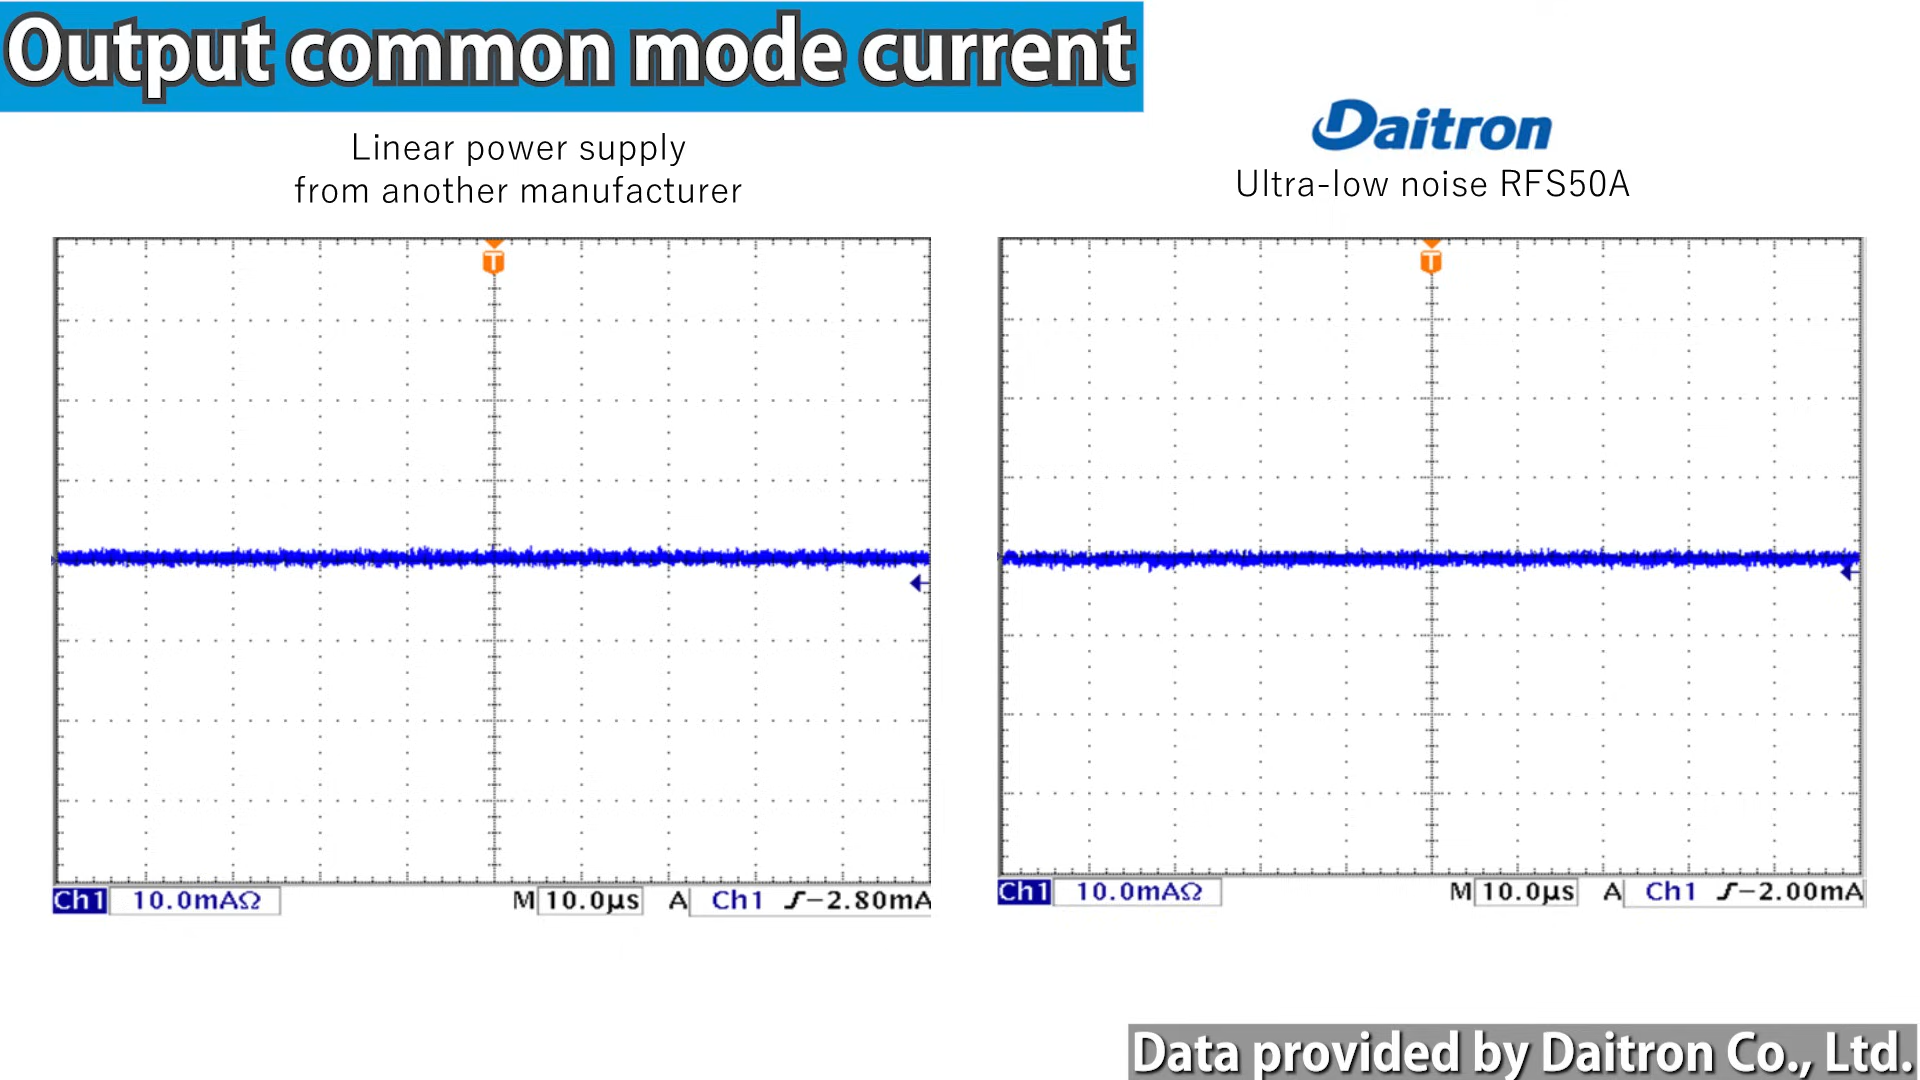 Output common mode current
Linear power supply
from another manufacturer
Daitron
Ultra-low noise RFS50A
T
T
Ch1 10.0mAΩ M 10.0µs A Ch1 -2.80mA
Ch1 10.0mAΩ M 10.0µs A Ch1 -2.00mA
Data provided by Daitron Co., Ltd.